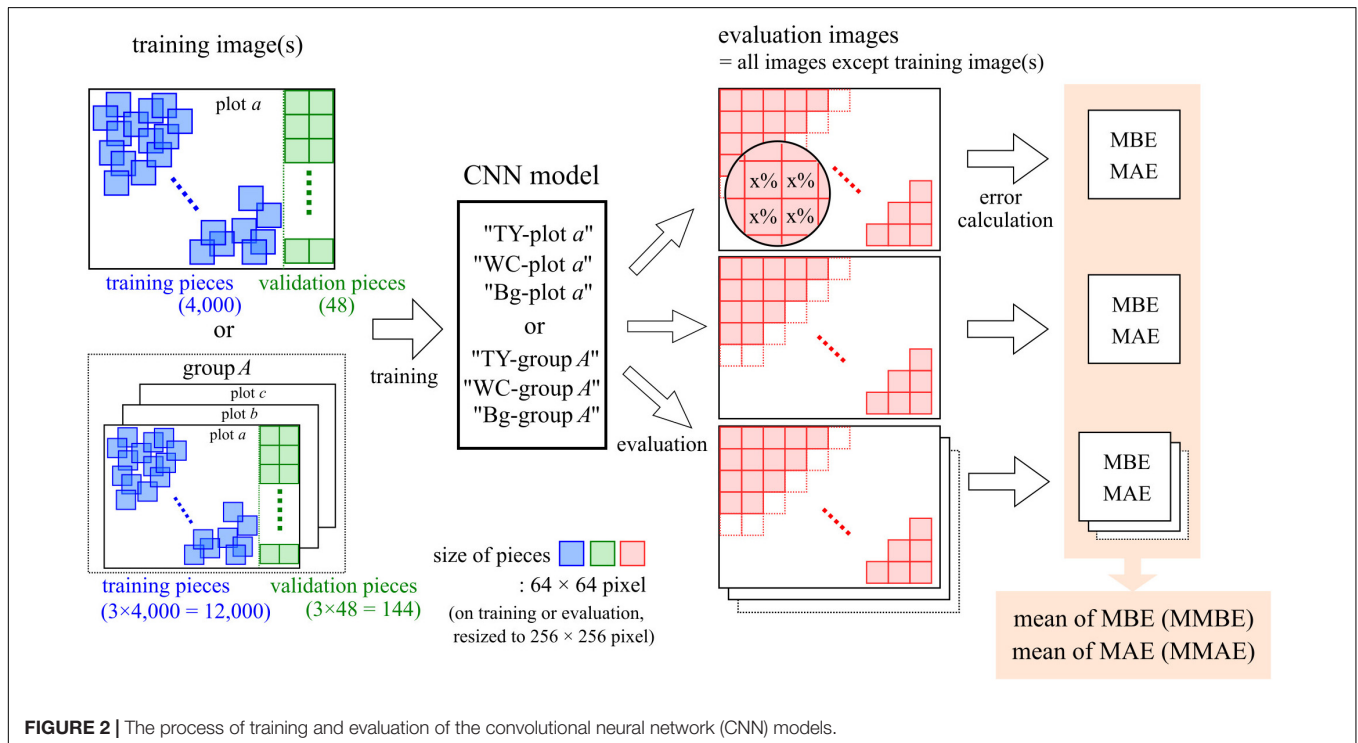 training image(s)
plot a
training pieces
(4,000)
validation pieces
(48)
or
group A
plot c
plot b
plot a
training pieces
(3×4,000 = 12,000)
validation pieces
(3×48 = 144)
training
CNN model
"TY-plot a"
"WC-plot a"
"Bg-plot a"
or
"TY-group A"
"WC-group A"
"Bg-group A"
evaluation
size of pieces
: 64 × 64 pixel
(on training or evaluation,
resized to 256 × 256 pixel)
evaluation images
= all images except training image(s)
x% x%
x% x%
error
calculation
MBE
MAE
MBE
MAE
MBE
MAE
mean of MBE (MMBE)
mean of MAE (MMAE)
FIGURE 2 | The process of training and evaluation of the convolutional neural network (CNN) models.